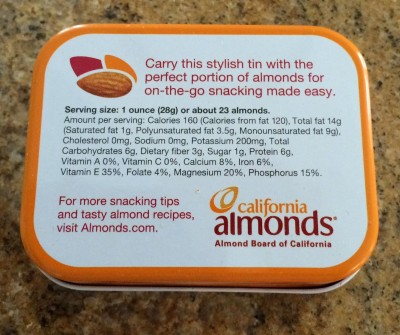 Carry this stylish tin with the
perfect portion of almonds for
on-the-go snacking made easy.
Serving size: 1 ounce (28g) or about 23 almonds.
Amount per serving: Calories 160 (Calories from fat 120), Total fat 14g
(Saturated fat 1g, Polyunsaturated fat 3.5g, Monounsaturated fat 9g),
Cholesterol 0mg, Sodium 0mg, Potassium 200mg, Total
Carbohydrates 6g, Dietary fiber 3g, Sugar 1g, Protein 6g,
Vitamin A 0%, Vitamin C 0%, Calcium 8%, Iron 6%,
Vitamin E 35%, Folate 4%, Magnesium 20%, Phosphorus 15%.
For more snacking tips
and tasty almond recipes,
visit Almonds.com.
california
almonds®
Almond Board of California